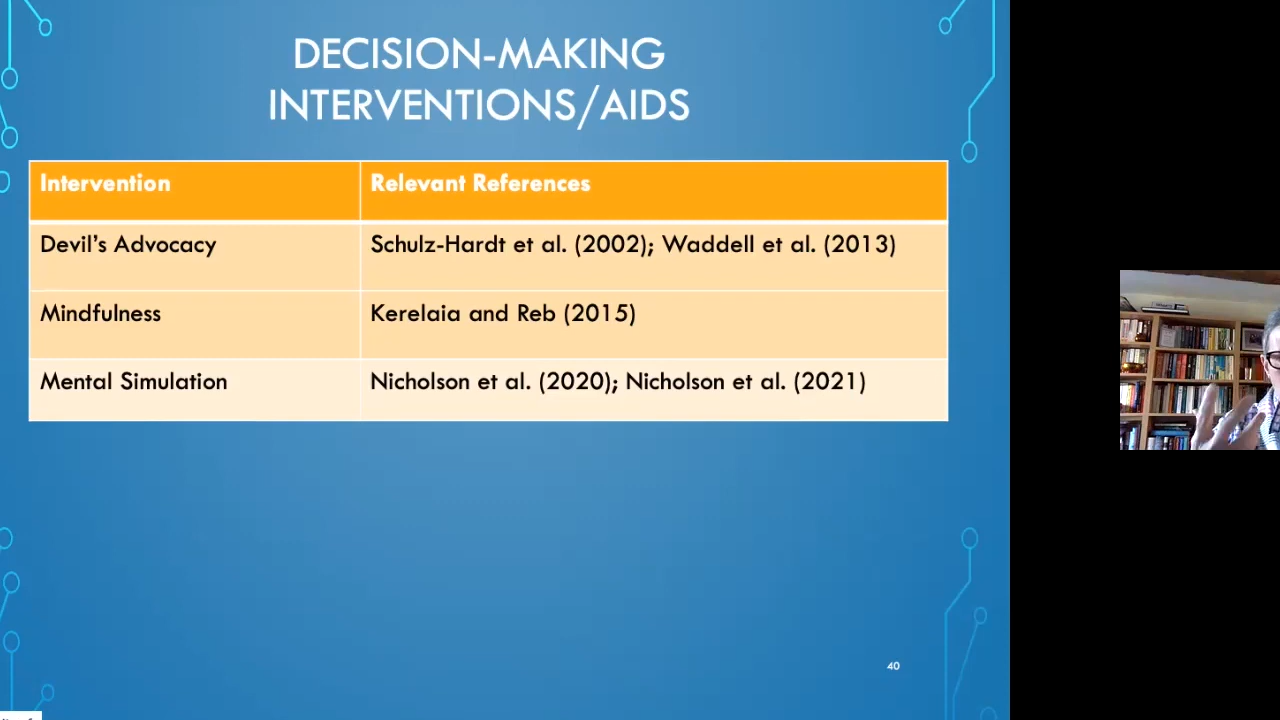 DECISION-MAKING
INTERVENTIONS/AIDS
Intervention
Relevant References
Devil's Advocacy
Schulz-Hardt et al. (2002); Waddell et al. (2013)
Mindfulness
Kerelaia and Reb (2015)
Mental Simulation
Nicholson et al. (2020); Nicholson et al. (2021)
40